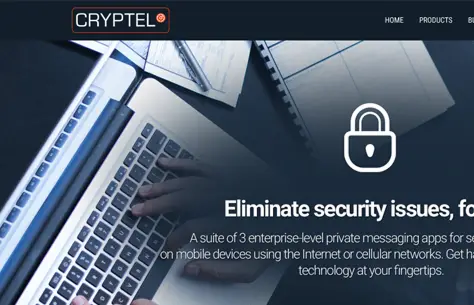 CRYPTEL
HOME PRODUCTS
Eliminate security issues, fo
A suite of 3 enterprise-level private messaging apps for se
on mobile devices using the Internet or cellular networks. Get ha
technology at your fingertips.